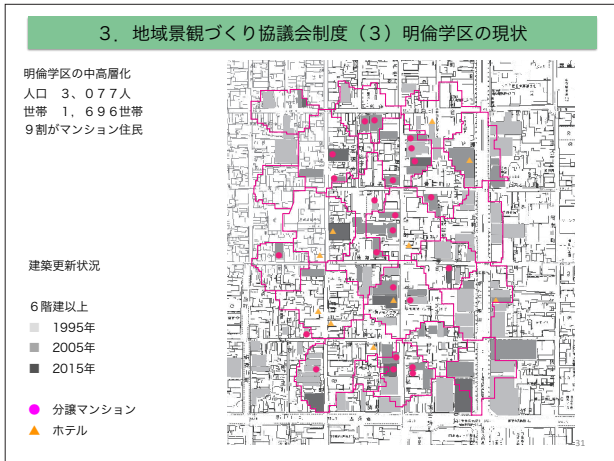 ３．地域景観づくり協議会制度（３）明倫学区の現状
明倫学区の中高層化
人口　３、０７７人
世帯　１，６９６世帯
９割がマンション住民
建築更新状況
６階建以上
1995年
2005年
2015年
分譲マンション
ホテル
31